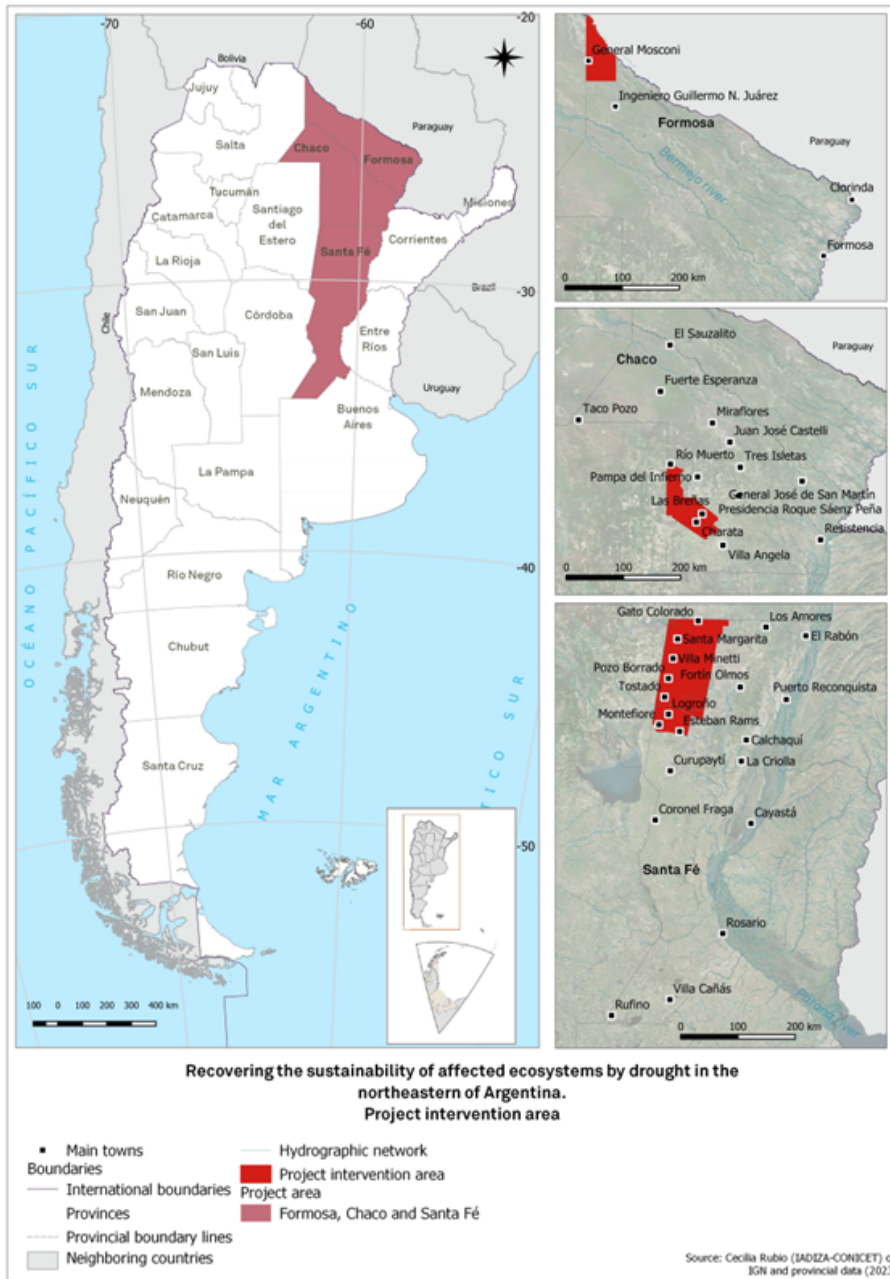 -70
-60
-20
Bolivia
Jujuy
Paraguay
Salta
Chaco
Formosa
Tucumán
Misiones
Catamarca
Santiago
del
Estero
Corrientes
La Rioja
Santa Fé
Brazil
-30
San Juan
Córdoba
Chile
Entre
Ríos
San Luis
Mendoza
Uruguay
Buenos
Aires
La Pampa
Neuquén
OCÉANO PACÍFICO SUR
Río Negro
-40
Chubut
MAR ARGENTINO
TICO SUR
Santa Cruz
-50
100 0 100 200 300 400 km
General Mosconi
Ingeniero Guillermo N. Juárez
Formosa
Paraguay
Bermejo river
Clorinda
Formosa
0 100 200 km
El Sauzalito
Paraguay
Chaco
Fuerte Esperanza
Taco Pozo
Miraflores
Juan José Castelli
Río Muerto
Tres Isletas
Pampa del Infierno
General José de San Martín
Las Breñas
Presidencia Roque Sáenz Peña
Charata
Resistencia
Villa Angela
0 100 200 km
Gato Colorado
Los Amores
Santa Margarita
El Rabón
Villa Minetti
Pozo Borrado
Fortín Olmos
Tostado
Puerto Reconquista
Logroño
Montefiore
Esteban Rams
Calchaquí
Curupaytí
La Criolla
Coronel Fraga
Cayastá
Santa Fé
Rosario
Villa Cañás
Rufino
Paraná river
0 100 200 km
Recovering the sustainability of affected ecosystems by drought in the
northeastern of Argentina.
Project intervention area
Main towns
Boundaries
International boundaries
Provinces
Provincial boundary lines
Neighboring countries
Hydrographic network
Project intervention area
Project area
Formosa, Chaco and Santa Fé
Source: Cecilia Rubio (IADIZA-CONICET)
IGN and provincial data (202